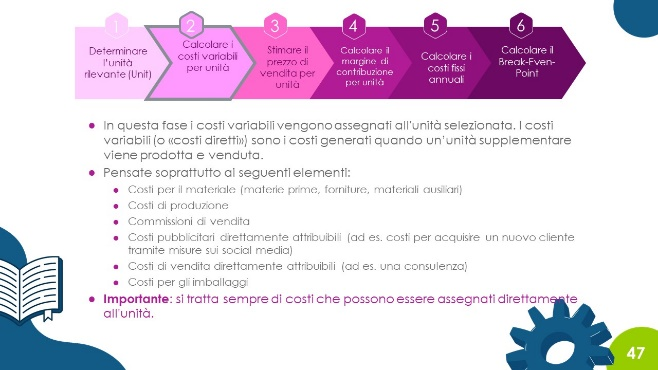 1
2
3
4
5
6
Determinare
l'unità
rilevante (Unit)
Calcolare i
costi variabili
per unità
Stimare il
prezzo di
vendita per
unità
Calcolare il
margine di
contribuzione
per unità
Calcolare i
costi fissi
annuali
Calcolare il
Break-Even-
Point
● In questa fase i costi variabili vengono assegnati all'unità selezionata. I costi
variabili (o «costi diretti») sono i costi generati quando un'unità supplementare
viene prodotta e venduta.
● Pensate soprattutto ai seguenti elementi:
● Costi per il materiale (materie prime, forniture, materiali ausiliari)
● Costi di produzione
● Commissioni di vendita
● Costi pubblicitari direttamente attribuibili (ad es. costi per acquisire un nuovo cliente
tramite misure sui social media)
● Costi di vendita direttamente attribuibili (ad es. una consulenza)
● Costi per gli imballaggi
● Importante: si tratta sempre di costi che possono essere assegnati direttamente
all'unità.
47